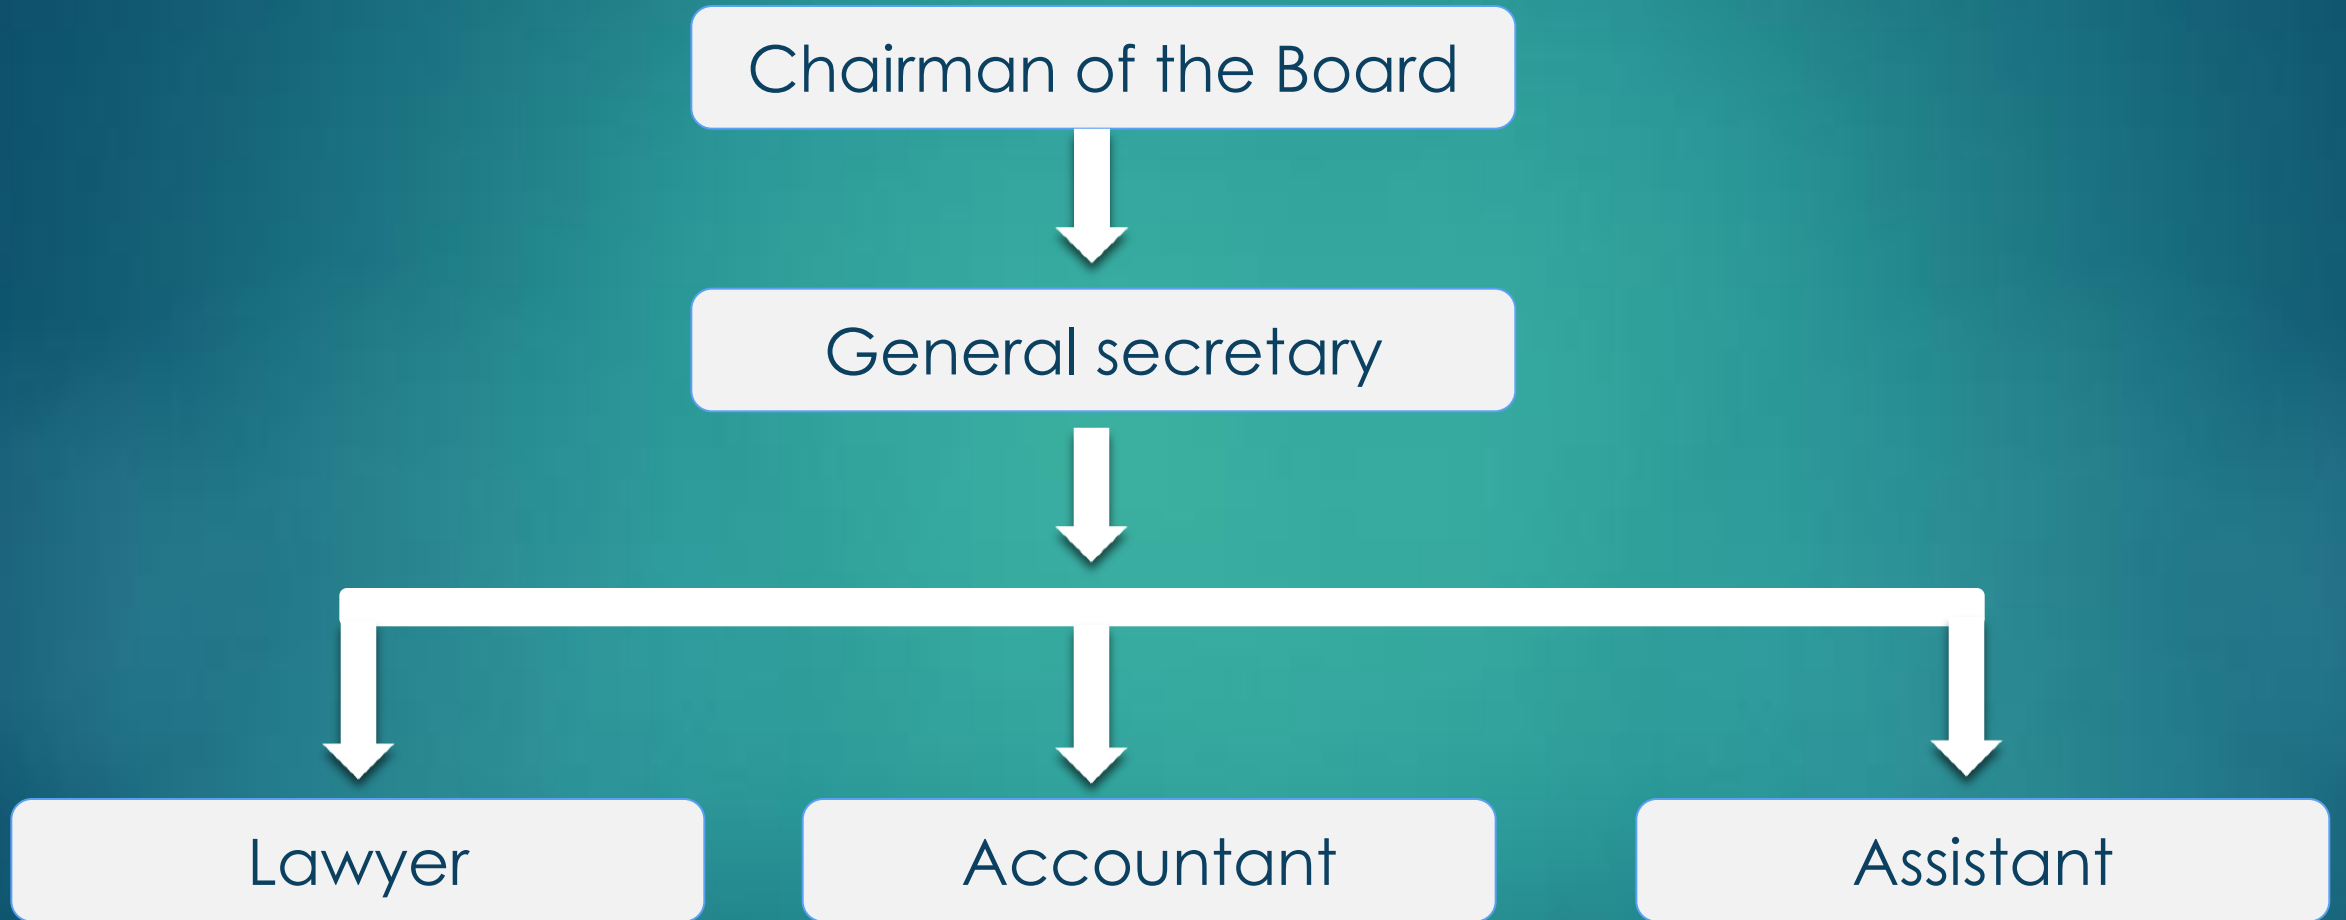 Chairman of the Board
General secretary
Lawyer
Accountant
Assistant